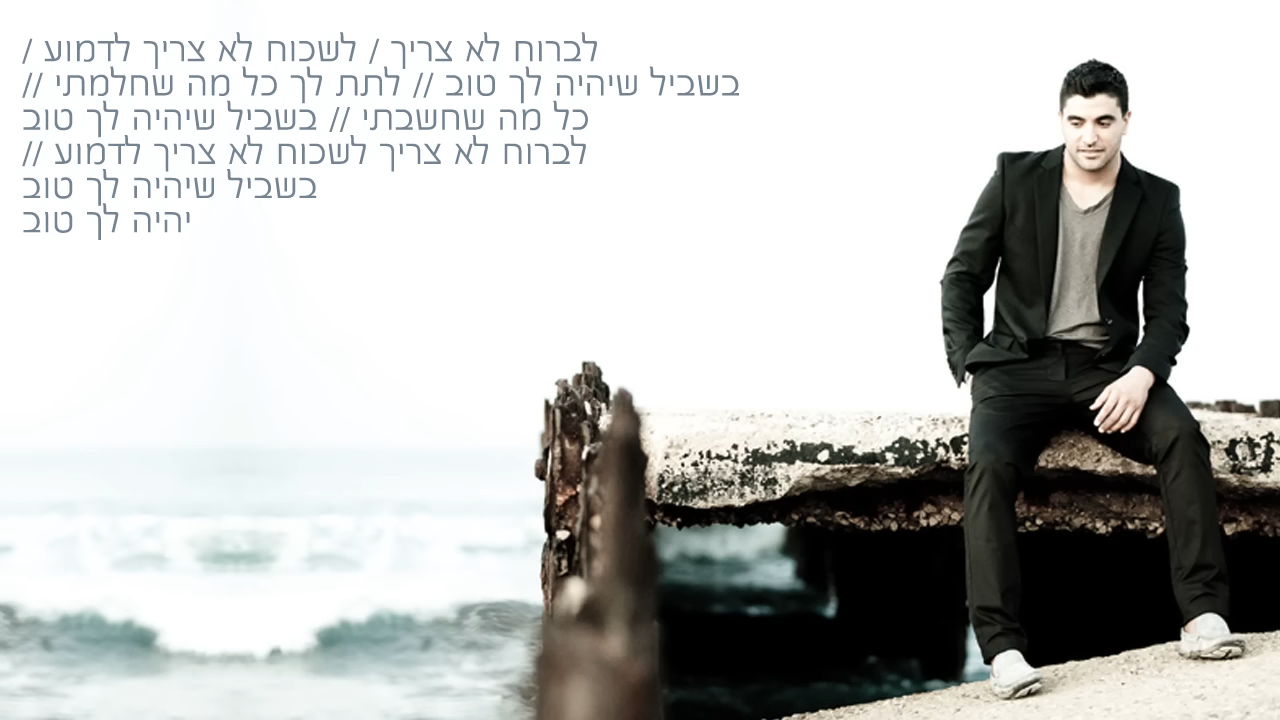 לברוח לא צריך / לשכוח לא צריך לדמוע /
בשביל שיהיה לך טוב // לתת לך כל מה שחלמתי //
כל מה שחשבתי // בשביל שיהיה לך טוב
לברוח לא צריך לשכוח לא צריך לדמוע //
בשביל שיהיה לך טוב
יהיה לך טוב